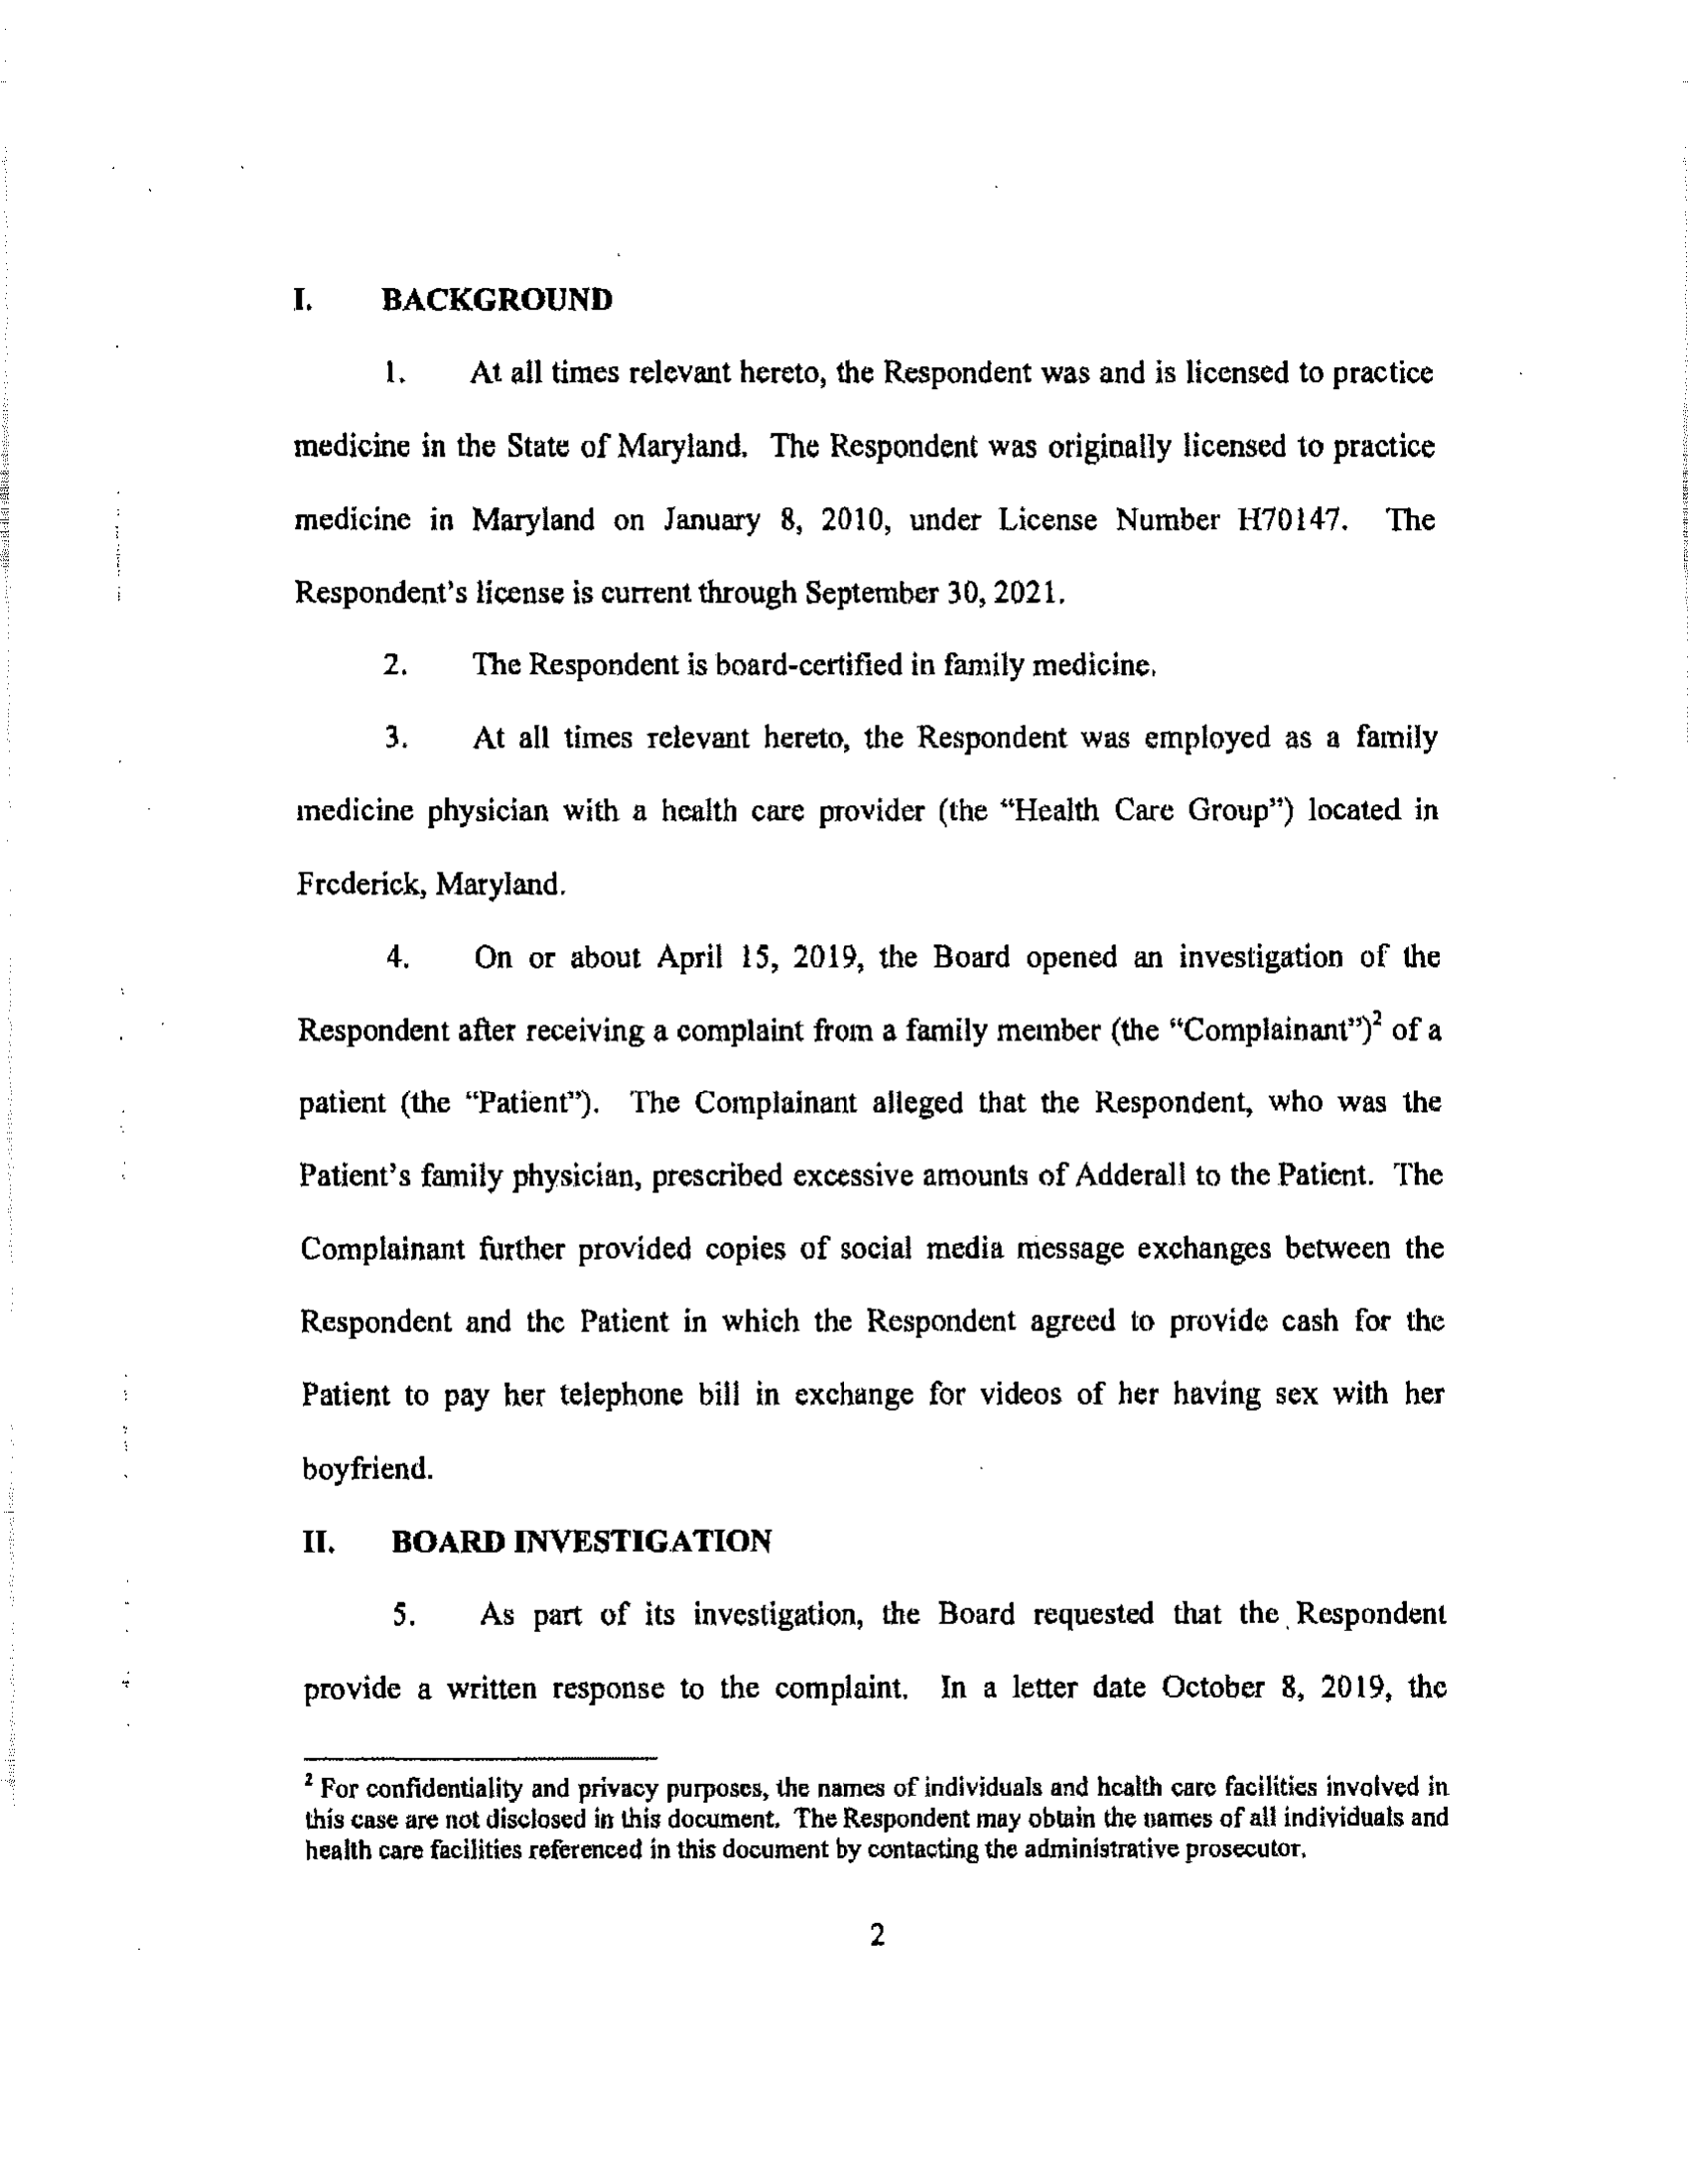 I. BACKGROUND
1. At all times relevant hereto, the Respondent was and is licensed to practice
medicine in the State of Maryland. The Respondent was originally licensed to practice
medicine in Maryland on January 8, 2010, under License Number H70147. The
Respondent's license is current through September 30, 2021.
2. The Respondent is board-certified in family medicine.
3. At all times relevant hereto, the Respondent was employed as a family
medicine physician with a health care provider (the “Health Care Group”) located in
Frederick, Maryland.
4. On or about April 15, 2019, the Board opened an investigation of the
Respondent after receiving a complaint from a family member (the “Complainant”)² of a
patient (the “Patient”). The Complainant alleged that the Respondent, who was the
Patient's family physician, prescribed excessive amounts of Adderall to the Patient. The
Complainant further provided copies of social media message exchanges between the
Respondent and the Patient in which the Respondent agreed to provide cash for the
Patient to pay her telephone bill in exchange for videos of her having sex with her
boyfriend.
II. BOARD INVESTIGATION
5. As part of its investigation, the Board requested that the Respondent
provide a written response to the complaint. In a letter date October 8, 2019, the
² For confidentiality and privacy purposes, the names of individuals and health care facilities involved in
this case are not disclosed in this document. The Respondent may obtain the names of all individuals and
health care facilities referenced in this document by contacting the administrative prosecutor.
2